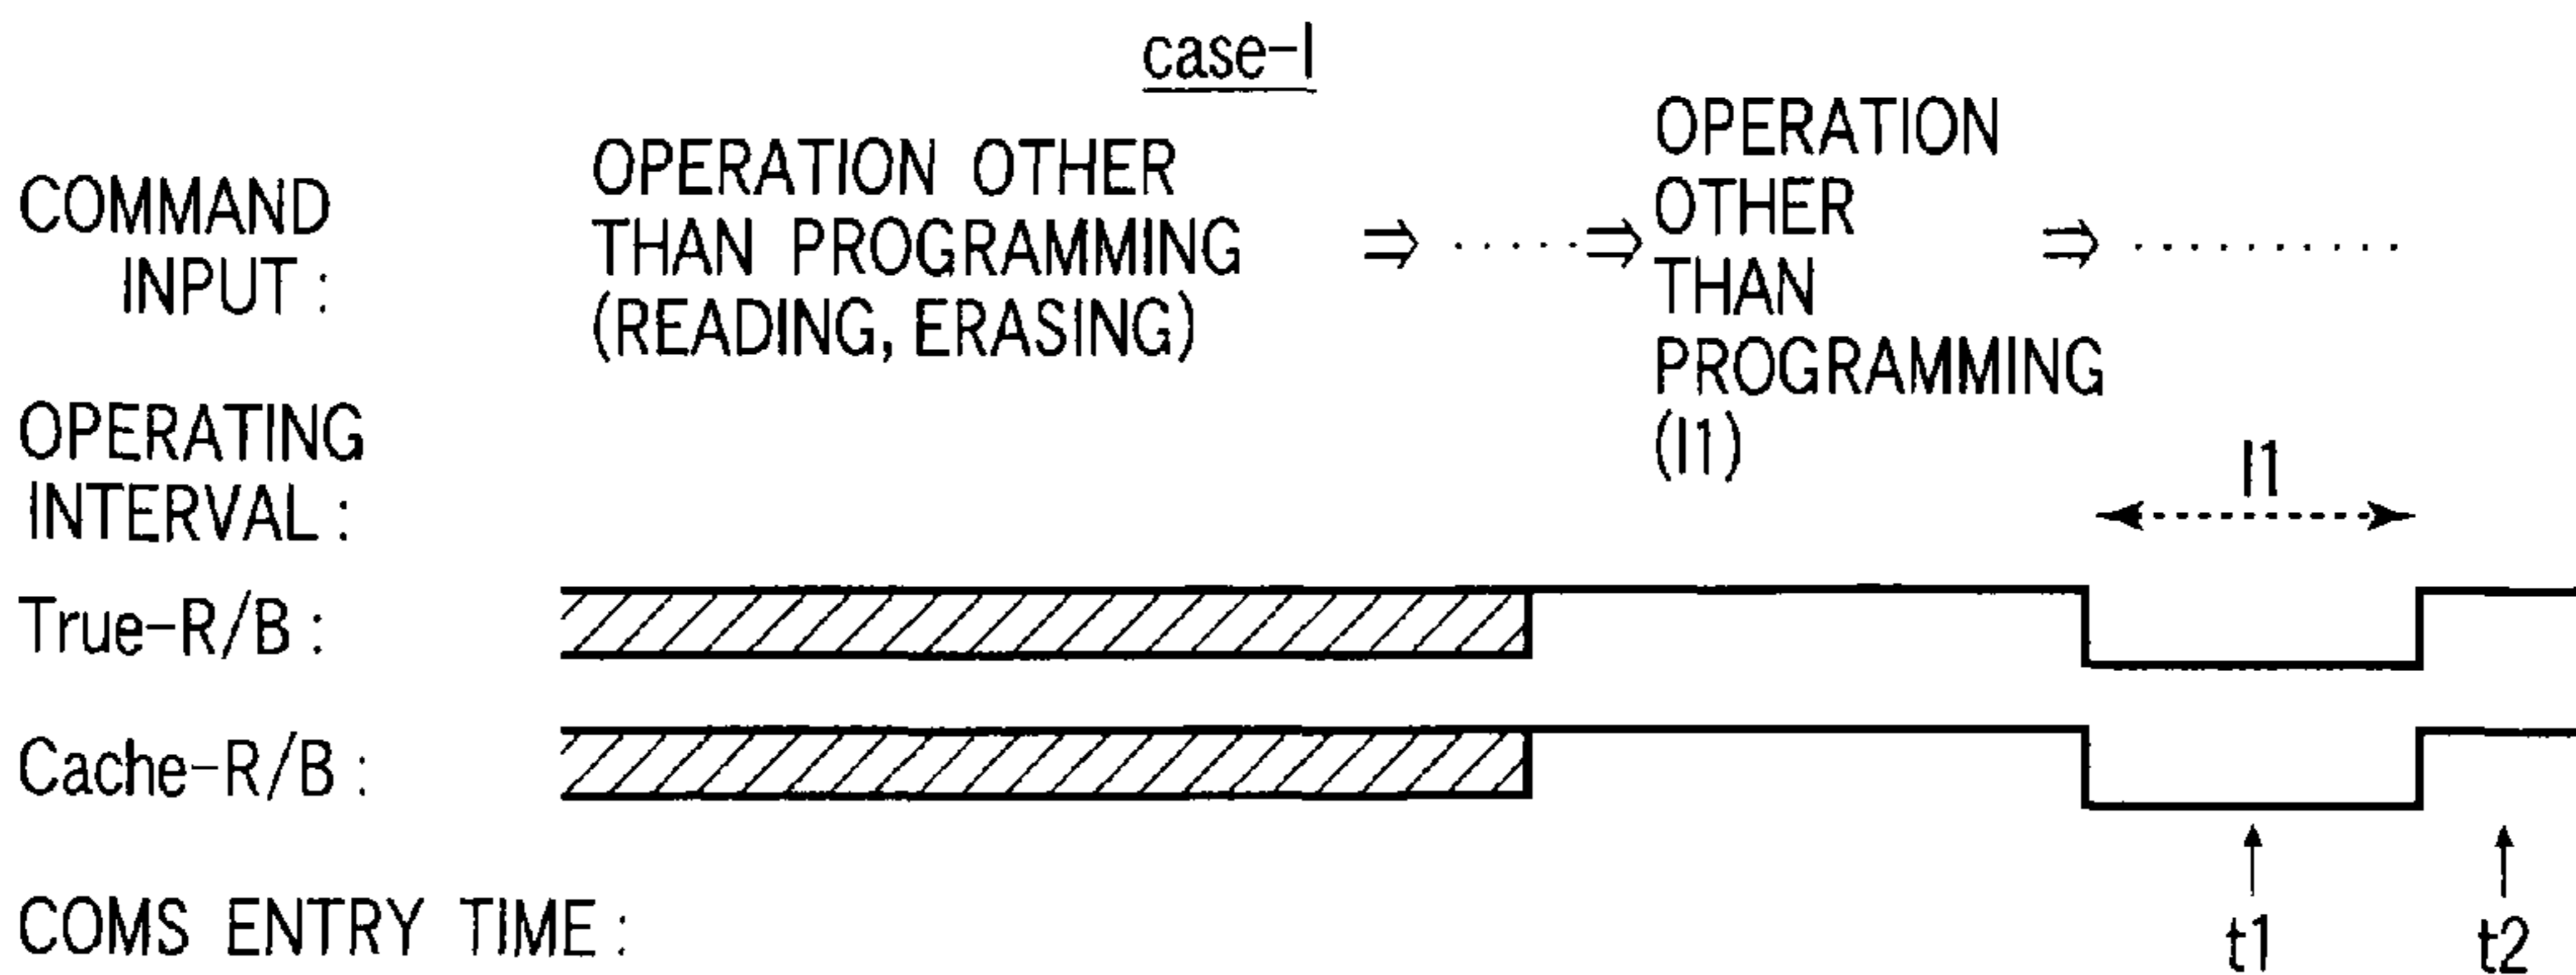 case-I
COMMAND
INPUT :
OPERATION OTHER
THAN PROGRAMMING
(READING, ERASING)
⇒ ····· ⇒
OPERATION
OTHER
THAN
PROGRAMMING
(I1)
⇒ ··········
OPERATING
INTERVAL :
I1
True-R/B :
Cache-R/B :
COMS ENTRY TIME :
t1
t2